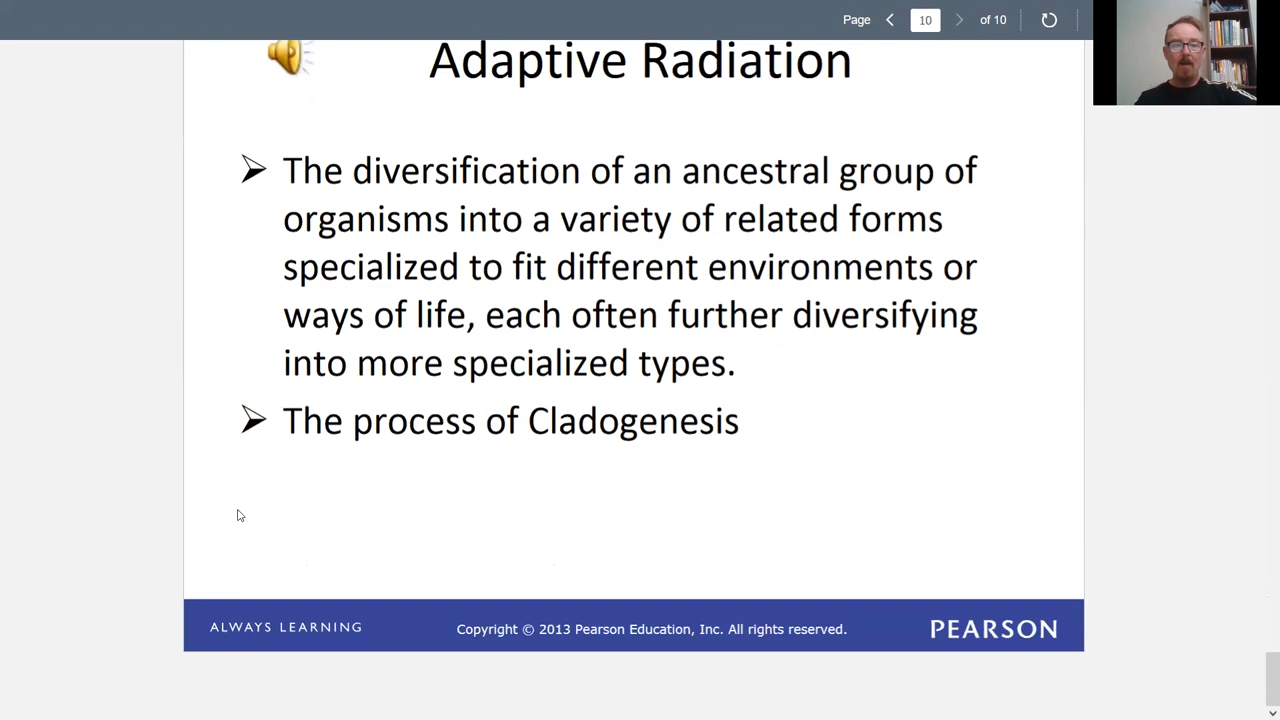 Page 10 of 10
Adaptive Radiation
The diversification of an ancestral group of
organisms into a variety of related forms
specialized to fit different environments or
ways of life, each often further diversifying
into more specialized types.
The process of Cladogenesis
ALWAYS LEARNING Copyright © 2013 Pearson Education, Inc. All rights reserved. PEARSON